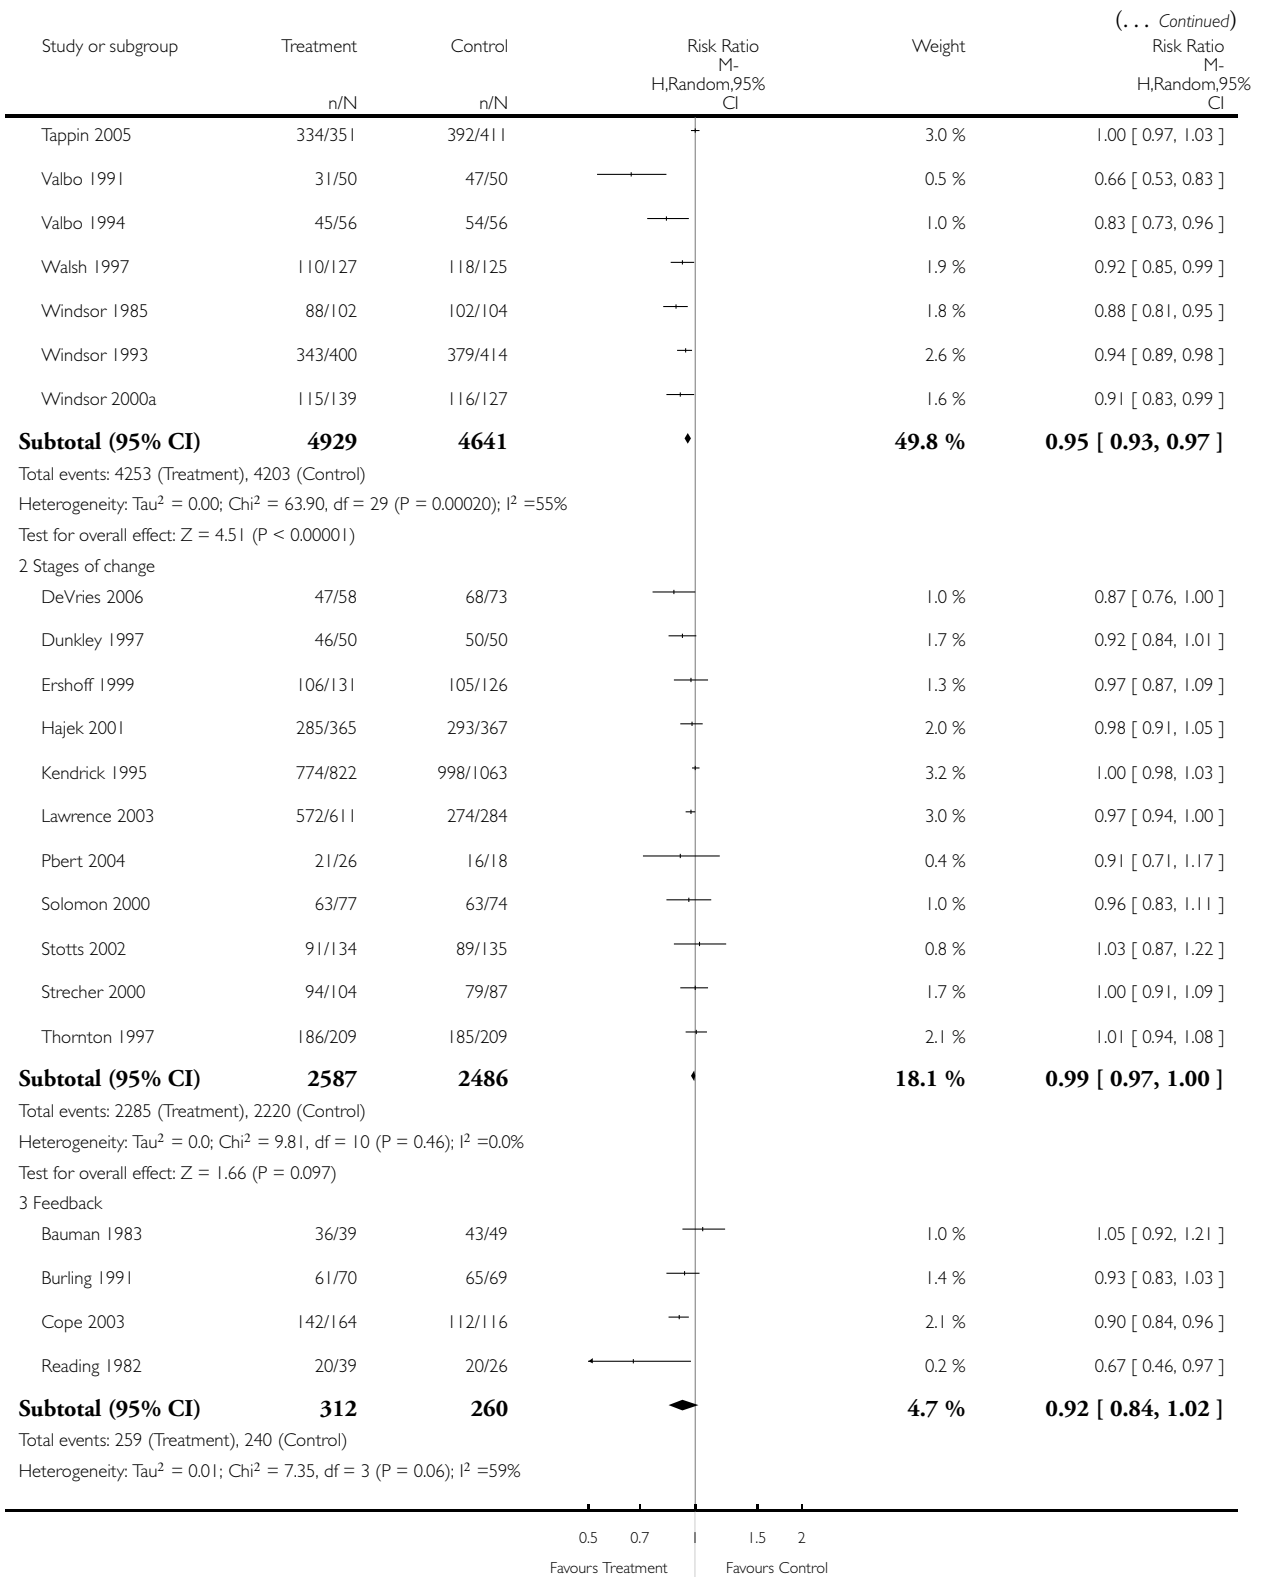 (... Continued)
Study or subgroup Treatment Control Risk Ratio Weight Risk Ratio
M- M-
H,Random,95% H,Random,95%
n/N n/N CI CI
Tappin 2005 334/351 392/411 3.0 % 1.00 [ 0.97, 1.03 ]
Valbo 1991 31/50 47/50 0.5 % 0.66 [ 0.53, 0.83 ]
Valbo 1994 45/56 54/56 1.0 % 0.83 [ 0.73, 0.96 ]
Walsh 1997 110/127 118/125 1.9 % 0.92 [ 0.85, 0.99 ]
Windsor 1985 88/102 102/104 1.8 % 0.88 [ 0.81, 0.95 ]
Windsor 1993 343/400 379/414 2.6 % 0.94 [ 0.89, 0.98 ]
Windsor 2000a 115/139 116/127 1.6 % 0.91 [ 0.83, 0.99 ]
Subtotal (95% CI) 4929 4641 49.8 % 0.95 [ 0.93, 0.97 ]
Total events: 4253 (Treatment), 4203 (Control)
Heterogeneity: Tau² = 0.00; Chi² = 63.90, df = 29 (P = 0.00020); I² =55%
Test for overall effect: Z = 4.51 (P < 0.00001)
2 Stages of change
DeVries 2006 47/58 68/73 1.0 % 0.87 [ 0.76, 1.00 ]
Dunkley 1997 46/50 50/50 1.7 % 0.92 [ 0.84, 1.01 ]
Ershoff 1999 106/131 105/126 1.3 % 0.97 [ 0.87, 1.09 ]
Hajek 2001 285/365 293/367 2.0 % 0.98 [ 0.91, 1.05 ]
Kendrick 1995 774/822 998/1063 3.2 % 1.00 [ 0.98, 1.03 ]
Lawrence 2003 572/611 274/284 3.0 % 0.97 [ 0.94, 1.00 ]
Pbert 2004 21/26 16/18 0.4 % 0.91 [ 0.71, 1.17 ]
Solomon 2000 63/77 63/74 1.0 % 0.96 [ 0.83, 1.11 ]
Stotts 2002 91/134 89/135 0.8 % 1.03 [ 0.87, 1.22 ]
Strecher 2000 94/104 79/87 1.7 % 1.00 [ 0.91, 1.09 ]
Thornton 1997 186/209 185/209 2.1 % 1.01 [ 0.94, 1.08 ]
Subtotal (95% CI) 2587 2486 18.1 % 0.99 [ 0.97, 1.00 ]
Total events: 2285 (Treatment), 2220 (Control)
Heterogeneity: Tau² = 0.0; Chi² = 9.81, df = 10 (P = 0.46); I² =0.0%
Test for overall effect: Z = 1.66 (P = 0.097)
3 Feedback
Bauman 1983 36/39 43/49 1.0 % 1.05 [ 0.92, 1.21 ]
Burling 1991 61/70 65/69 1.4 % 0.93 [ 0.83, 1.03 ]
Cope 2003 142/164 112/116 2.1 % 0.90 [ 0.84, 0.96 ]
Reading 1982 20/39 20/26 0.2 % 0.67 [ 0.46, 0.97 ]
Subtotal (95% CI) 312 260 4.7 % 0.92 [ 0.84, 1.02 ]
Total events: 259 (Treatment), 240 (Control)
Heterogeneity: Tau² = 0.01; Chi² = 7.35, df = 3 (P = 0.06); I² =59%
0.5 0.7 1 1.5 2
Favours Treatment Favours Control